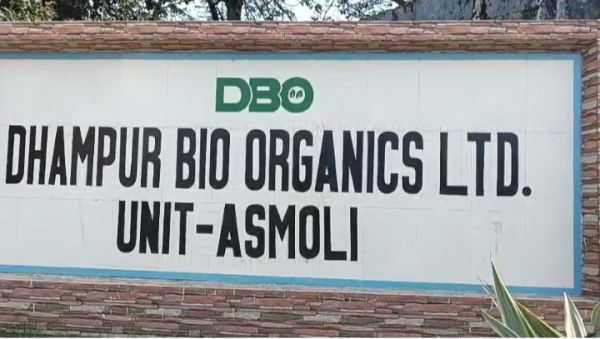 DBO
DHAMPUR BIO ORGANICS LTD.
UNIT-ASMOLI